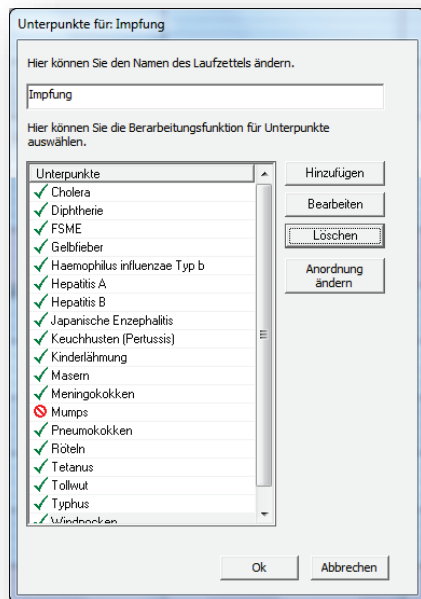 Unterpunkte für: Impfung
Hier können Sie den Namen des Laufzettels ändern.
Impfung
Hier können Sie die Berarbeitungsfunktion für Unterpunkte
auswählen.
Unterpunkte
Cholera
Diphtherie
FSME
Gelbfieber
Haemophilus influenzae Typ b
Hepatitis A
Hepatitis B
Japanische Enzephalitis
Keuchhusten (Pertussis)
Kinderlähmung
Masern
Meningokokken
Mumps
Pneumokokken
Röteln
Tetanus
Tollwut
Typhus
Windpocken
Hinzufügen
Bearbeiten
Löschen
Anordnung
ändern
Ok
Abbrechen